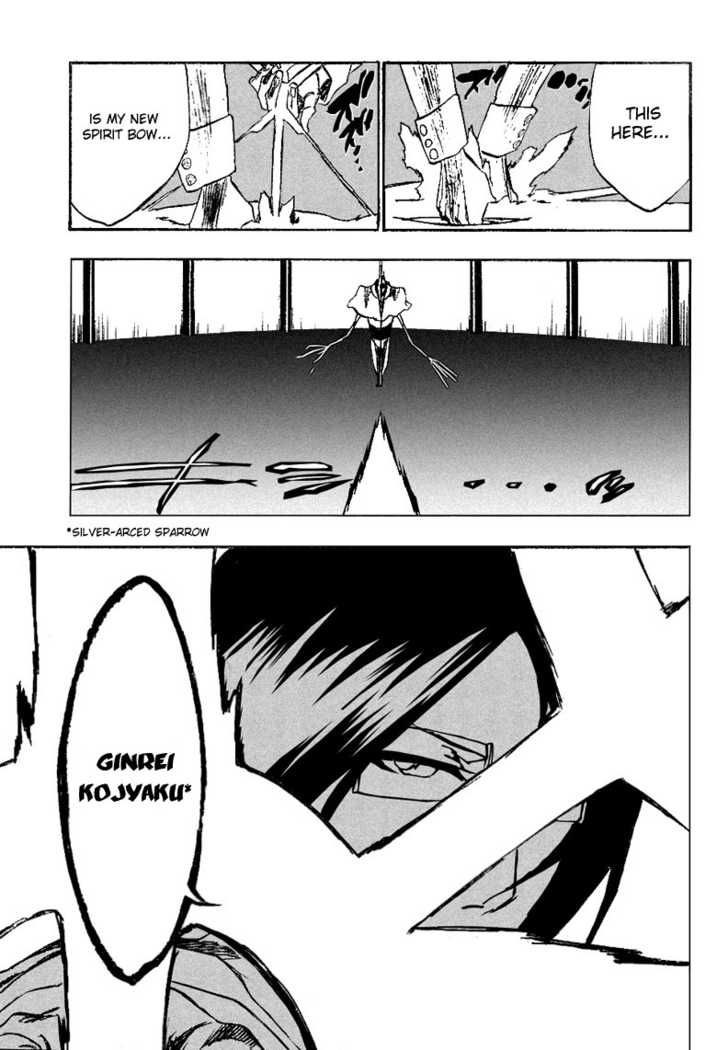 THIS
HERE...
IS MY NEW
SPIRIT BOW...
*SILVER-ARCED SPARROW
GINREI
KOJYAKU*